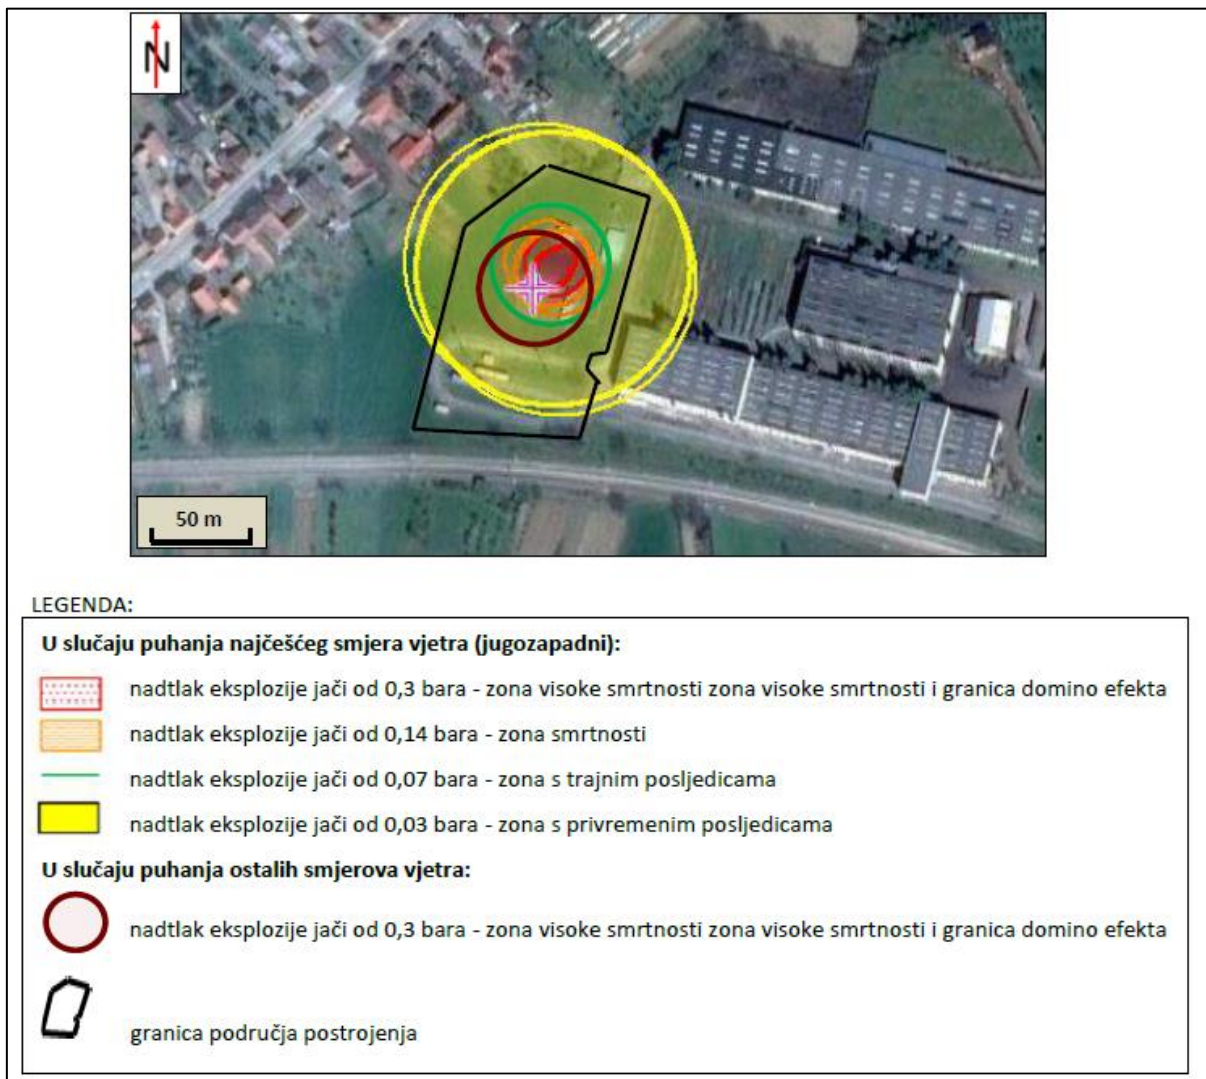 N
50 m
LEGENDA:
U slučaju puhanja najčešćeg smjera vjetra (jugozapadni):
nadtlak eksplozije jači od 0,3 bara - zona visoke smrtnosti zona visoke smrtnosti i granica domino efekta
nadtlak eksplozije jači od 0,14 bara - zona smrtnosti
nadtlak eksplozije jači od 0,07 bara - zona s trajnim posljedicama
nadtlak eksplozije jači od 0,03 bara - zona s privremenim posljedicama
U slučaju puhanja ostalih smjerova vjetra:
nadtlak eksplozije jači od 0,3 bara - zona visoke smrtnosti zona visoke smrtnosti i granica domino efekta
granica područja postrojenja